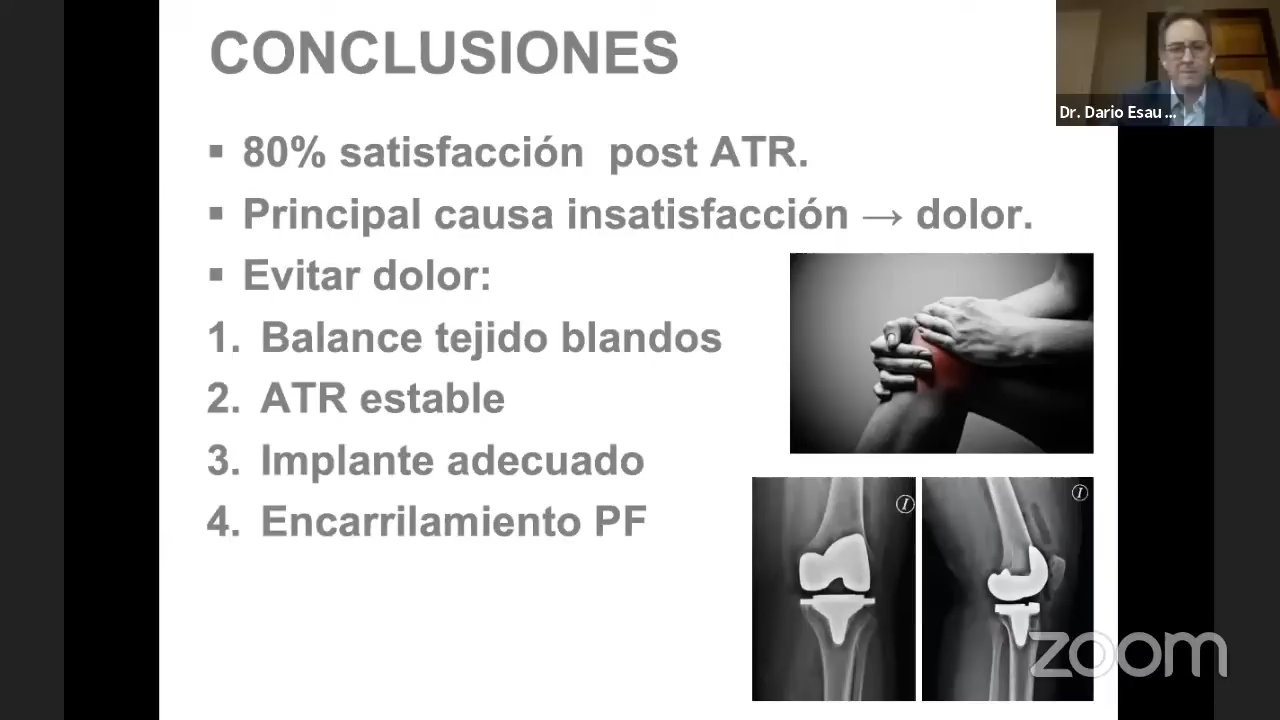 CONCLUSIONES
▪ 80% satisfacción post ATR.
▪ Principal causa insatisfacción → dolor.
▪ Evitar dolor:
1. Balance tejido blandos
2. ATR estable
3. Implante adecuado
4. Encarrilamiento PF
Dr. Dario Esau ...
I
I
zoom